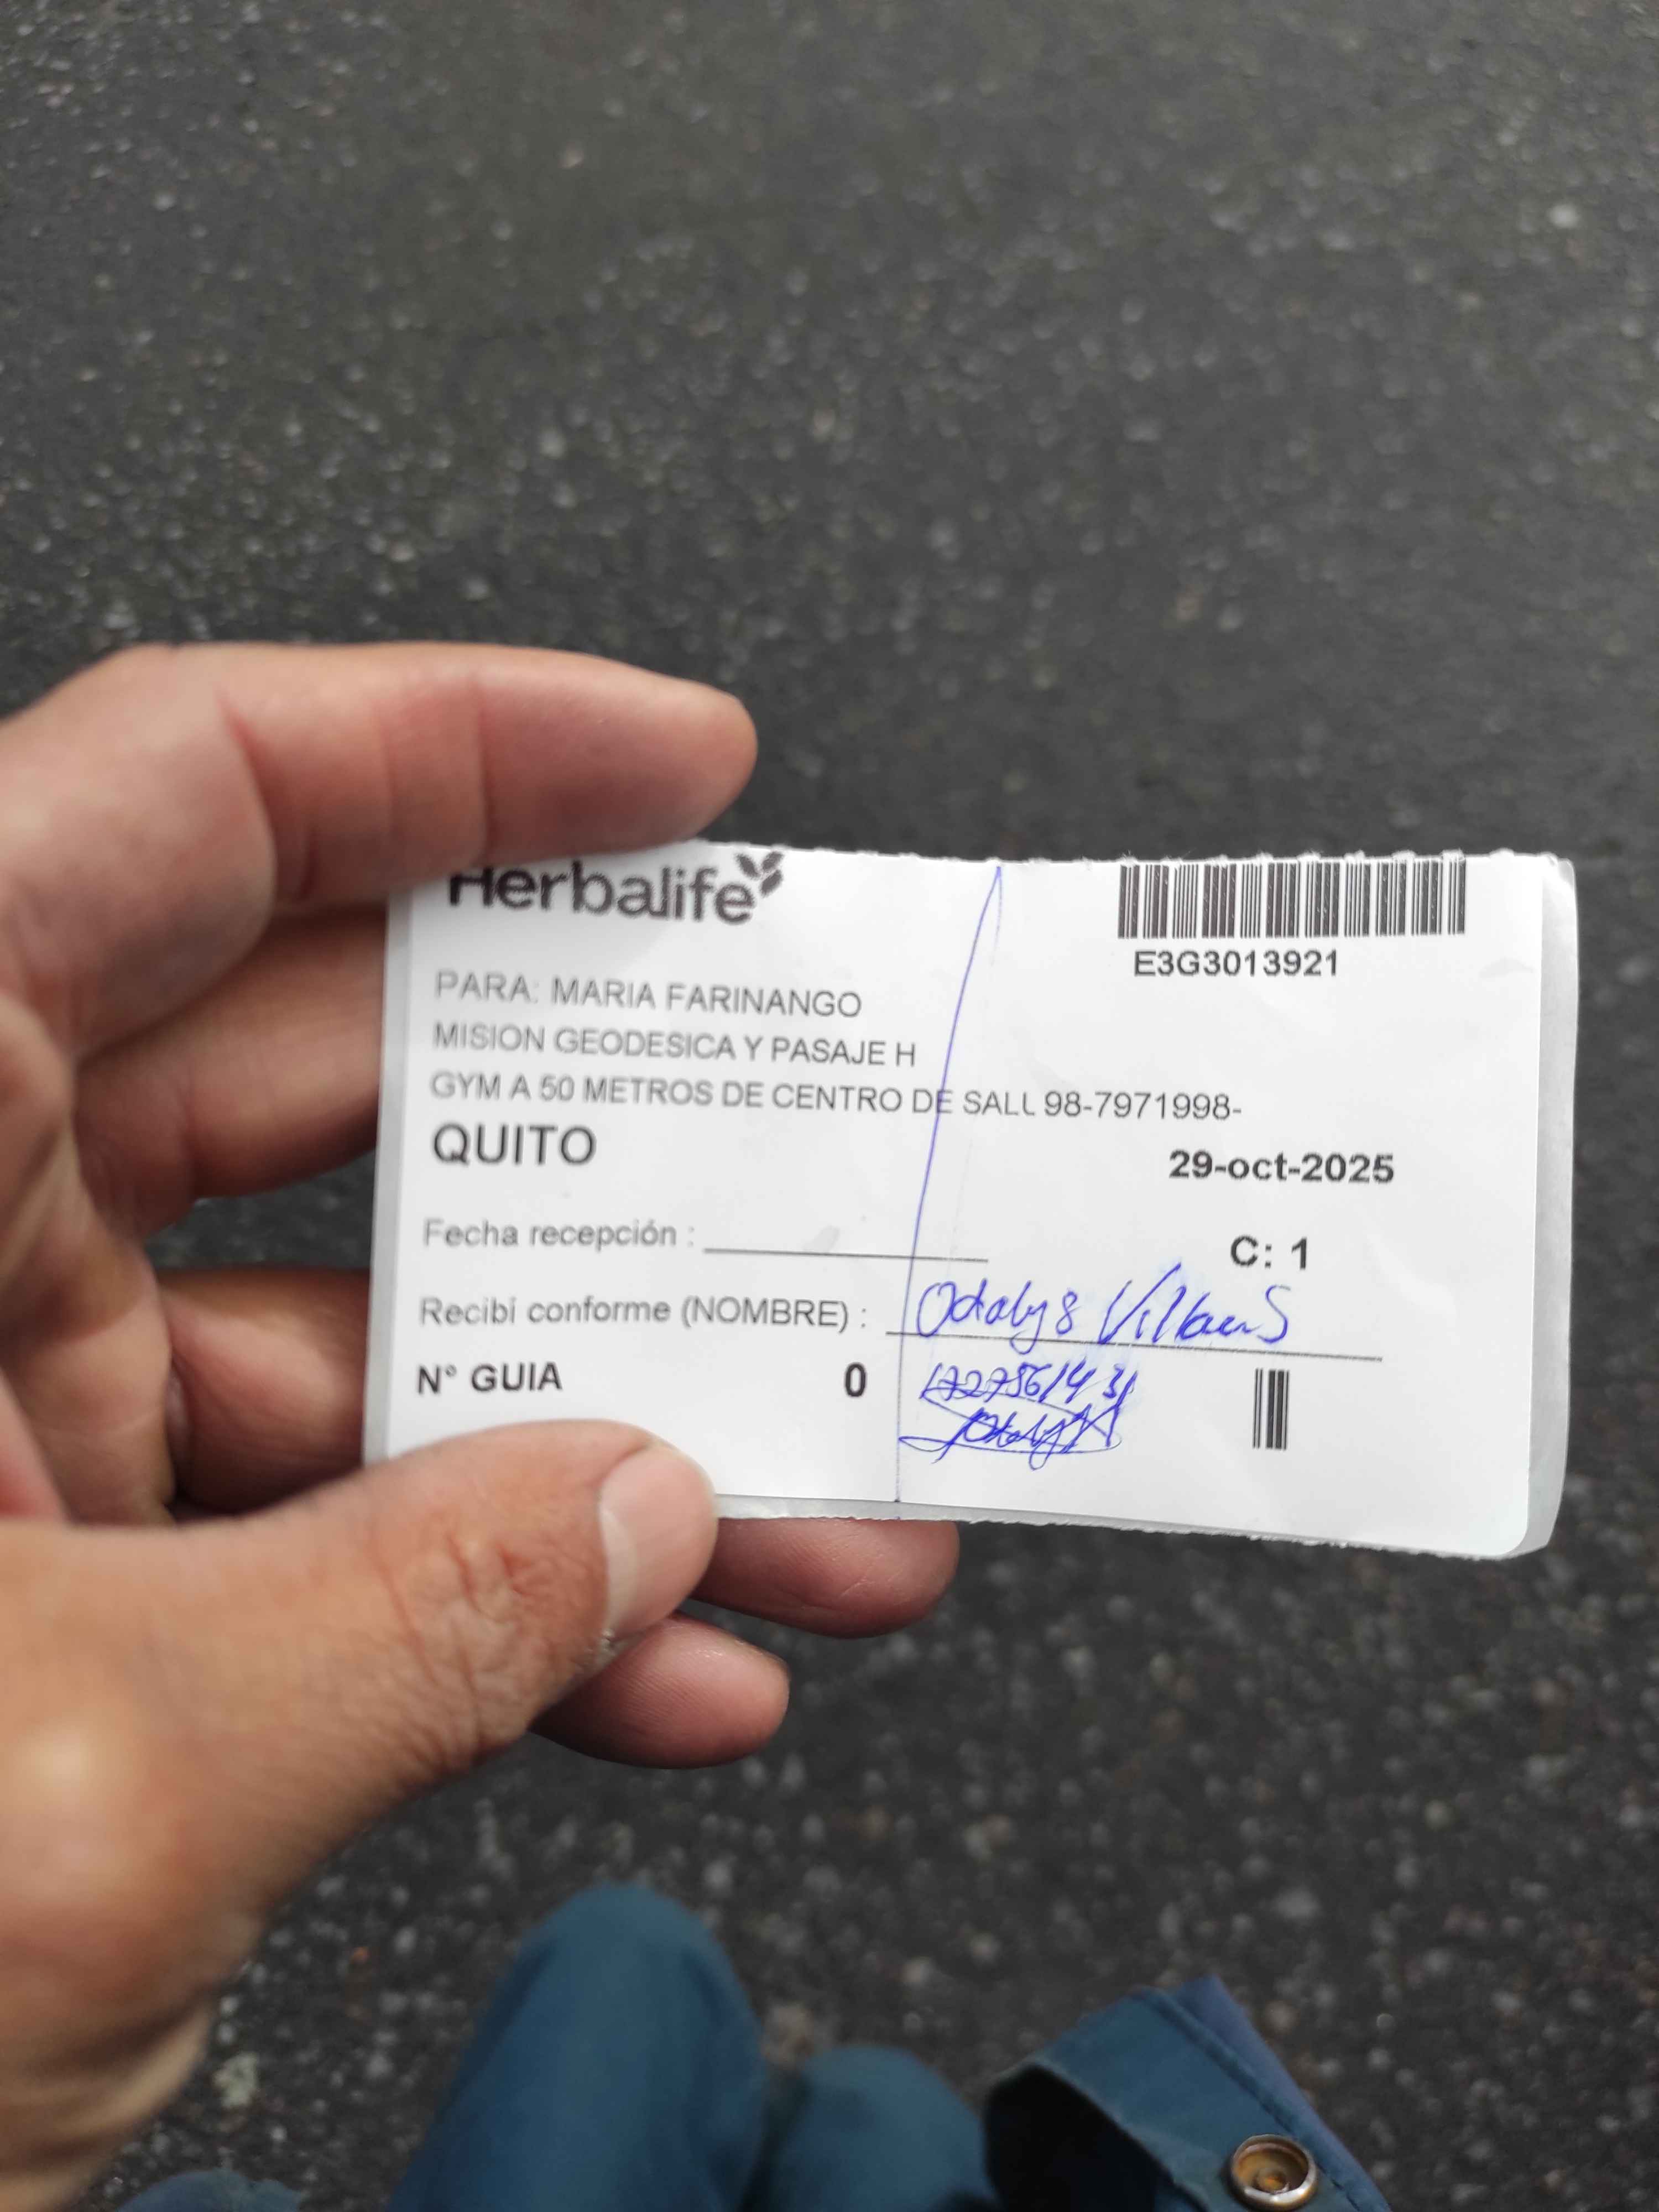 Herbalife
E3G3013921
PARA: MARIA FARINANGO
MISION GEODESICA Y PASAJE H
GYM A 50 METROS DE CENTRO DE SALL 98-7971998-
QUITO
29-oct-2025
Fecha recepción :
C: 1
Recibí conforme (NOMBRE) : Odalys
N° GUIA 0